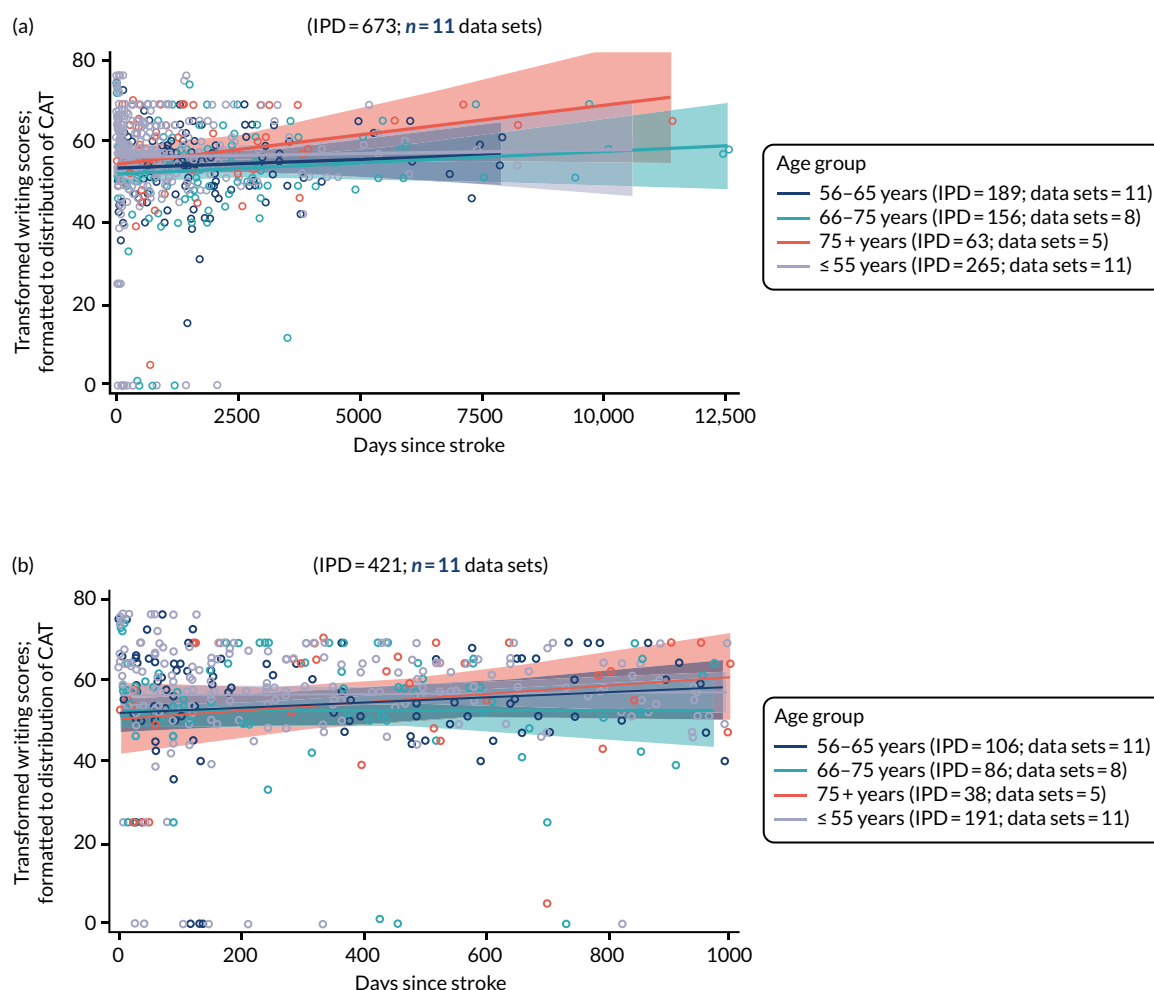 (a)
(IPD = 673; n = 11 data sets)
Transformed writing scores;
formatted to distribution of CAT
80
60
40
20
0
0 2500 5000 7500 10,000 12,500
Days since stroke
Age group
56–65 years (IPD = 189; data sets = 11)
66–75 years (IPD = 156; data sets = 8)
75+ years (IPD = 63; data sets = 5)
≤ 55 years (IPD = 265; data sets = 11)
(b)
(IPD = 421; n = 11 data sets)
Transformed writing scores;
formatted to distribution of CAT
80
60
40
20
0
0 200 400 600 800 1000
Days since stroke
Age group
56–65 years (IPD = 106; data sets = 11)
66–75 years (IPD = 86; data sets = 8)
75+ years (IPD = 38; data sets = 5)
≤ 55 years (IPD = 191; data sets = 11)